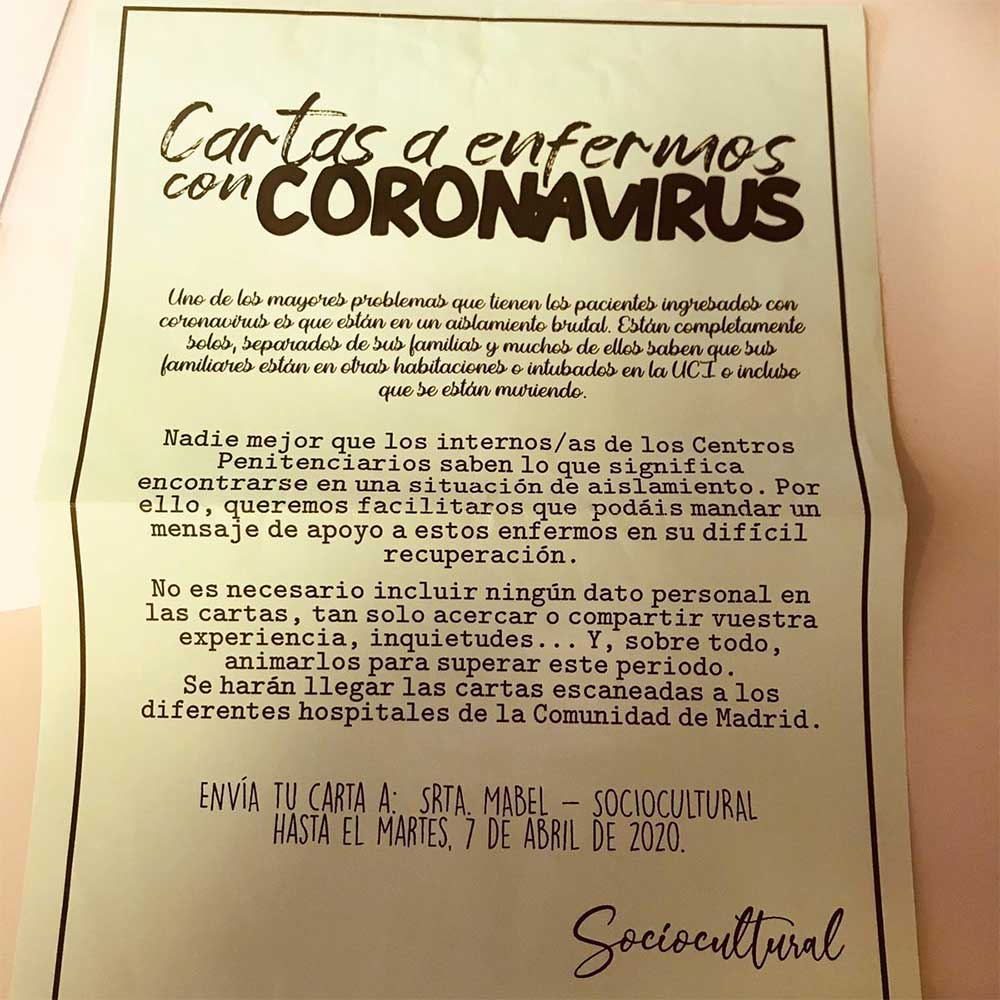 Cartas a enfermos
con CORONAVIRUS
Uno de los mayores problemas que tienen los pacientes ingresados con
coronavirus es que están en un aislamiento brutal. Están completamente
solos, separados de sus familias y muchos de ellos saben que sus
familiares están en otras habitaciones o intubados en la UCI o incluso
que se están muriendo.
Nadie mejor que los internos/as de los Centros
Penitenciarios saben lo que significa
encontrarse en una situación de aislamiento. Por
ello, queremos facilitaros que podáis mandar un
mensaje de apoyo a estos enfermos en su difícil
recuperación.
No es necesario incluir ningún dato personal en
las cartas, tan solo acercar o compartir vuestra
experiencia, inquietudes... Y, sobre todo,
animarlos para superar este periodo.
Se harán llegar las cartas escaneadas a los
diferentes hospitales de la Comunidad de Madrid.
ENVÍA TU CARTA A: SRTA. MABEL – SOCIOCULTURAL
HASTA EL MARTES, 7 DE ABRIL DE 2020.
Sociocultural